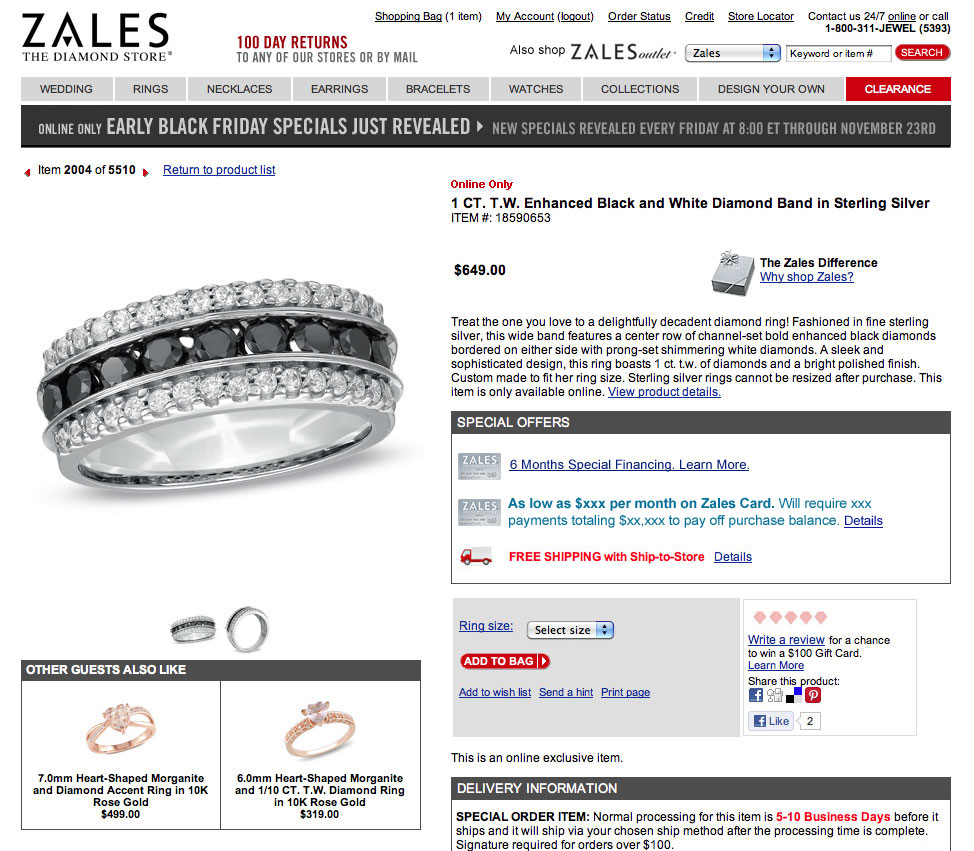 ZALES
THE DIAMOND STORE®
100 DAY RETURNS
TO ANY OF OUR STORES OR BY MAIL
Shopping Bag (1 item) My Account (logout) Order Status Credit Store Locator Contact us 24/7 online or call
1-800-311-JEWEL (5393)
Also shop ZALES outlet Zales Keyword or item # SEARCH
WEDDING RINGS NECKLACES EARRINGS BRACELETS WATCHES COLLECTIONS DESIGN YOUR OWN CLEARANCE
ONLINE ONLY EARLY BLACK FRIDAY SPECIALS JUST REVEALED NEW SPECIALS REVEALED EVERY FRIDAY AT 8:00 ET THROUGH NOVEMBER 23RD
Item 2004 of 5510 Return to product list
Online Only
1 CT. T.W. Enhanced Black and White Diamond Band in Sterling Silver
ITEM #: 18590653
$649.00
The Zales Difference
Why shop Zales?
Treat the one you love to a delightfully decadent diamond ring! Fashioned in fine sterling
silver, this wide band features a center row of channel-set bold enhanced black diamonds
bordered on either side with prong-set shimmering white diamonds. A sleek and
sophisticated design, this ring boasts 1 ct. t.w. of diamonds and a bright polished finish.
Custom made to fit her ring size. Sterling silver rings cannot be resized after purchase. This
item is only available online. View product details.
SPECIAL OFFERS
ZALES
6 Months Special Financing. Learn More.
ZALES
As low as $xxx per month on Zales Card. Will require xxx
payments totaling $xx,xxx to pay off purchase balance. Details
FREE SHIPPING with Ship-to-Store Details
Ring size: Select size
ADD TO BAG
Add to wish list Send a hint Print page
Write a review for a chance
to win a $100 Gift Card.
Learn More
Share this product:
Like 2
OTHER GUESTS ALSO LIKE
7.0mm Heart-Shaped Morganite
and Diamond Accent Ring in 10K
Rose Gold
$499.00
6.0mm Heart-Shaped Morganite
and 1/10 CT. T.W. Diamond Ring
in 10K Rose Gold
$319.00
This is an online exclusive item.
DELIVERY INFORMATION
SPECIAL ORDER ITEM: Normal processing for this item is 5-10 Business Days before it
ships and it will ship via your chosen ship method after the processing time is complete.
Signature required for orders over $100.